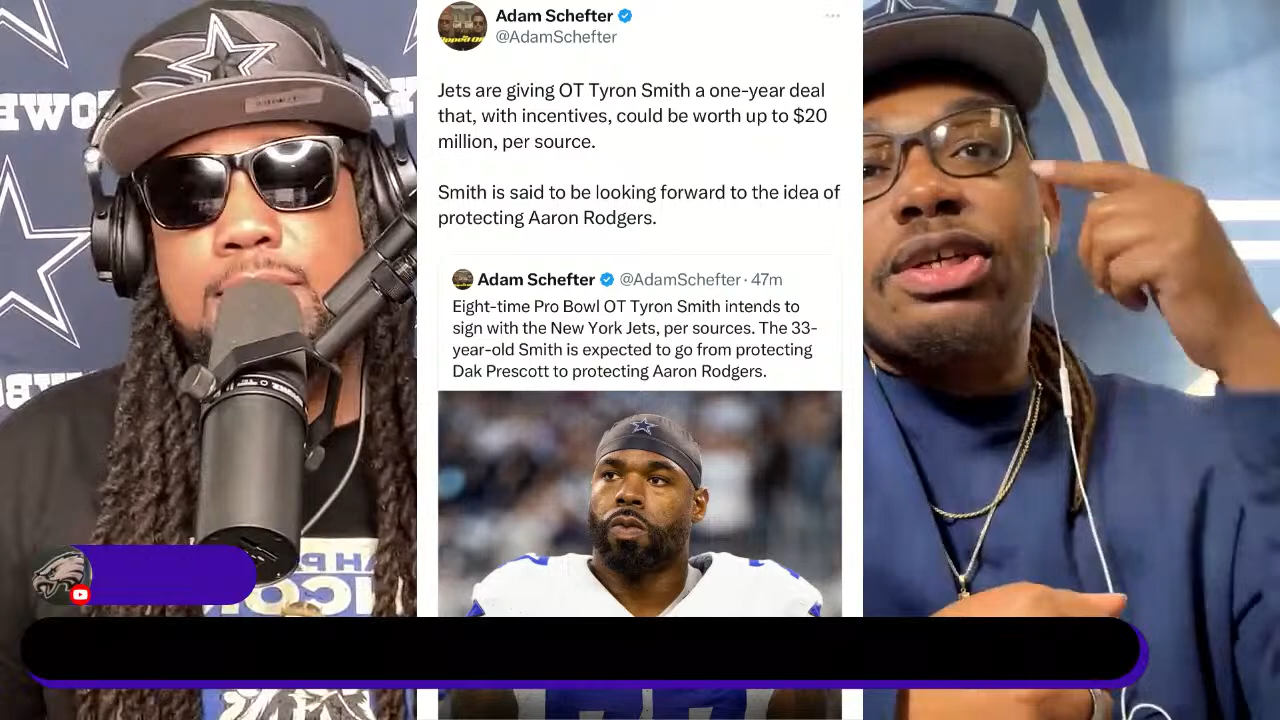 Adam Schefter
@AdamSchefter
Jets are giving OT Tyron Smith a one-year deal
that, with incentives, could be worth up to $20
million, per source.
Smith is said to be looking forward to the idea of
protecting Aaron Rodgers.
Adam Schefter @AdamSchefter · 47m
Eight-time Pro Bowl OT Tyron Smith intends to
sign with the New York Jets, per sources. The 33-
year-old Smith is expected to go from protecting
Dak Prescott to protecting Aaron Rodgers.